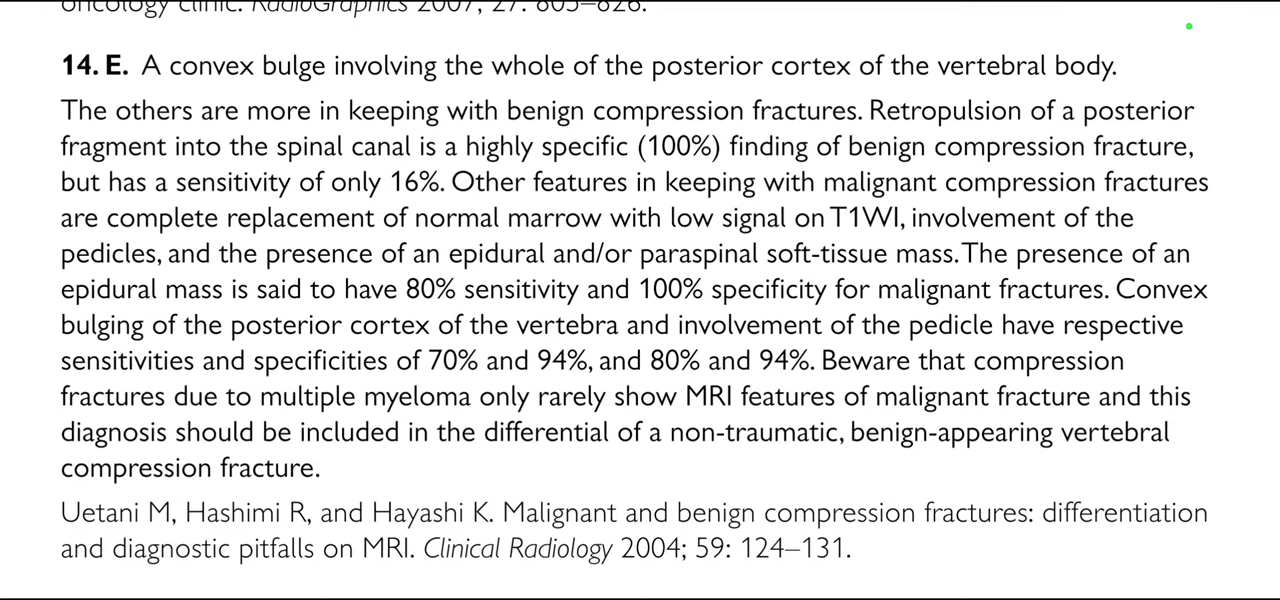 oncology clinic. RadioGraphics 2007; 27: 805–826.
14. E. A convex bulge involving the whole of the posterior cortex of the vertebral body.
The others are more in keeping with benign compression fractures. Retropulsion of a posterior
fragment into the spinal canal is a highly specific (100%) finding of benign compression fracture,
but has a sensitivity of only 16%. Other features in keeping with malignant compression fractures
are complete replacement of normal marrow with low signal on T1WI, involvement of the
pedicles, and the presence of an epidural and/or paraspinal soft-tissue mass. The presence of an
epidural mass is said to have 80% sensitivity and 100% specificity for malignant fractures. Convex
bulging of the posterior cortex of the vertebra and involvement of the pedicle have respective
sensitivities and specificities of 70% and 94%, and 80% and 94%. Beware that compression
fractures due to multiple myeloma only rarely show MRI features of malignant fracture and this
diagnosis should be included in the differential of a non-traumatic, benign-appearing vertebral
compression fracture.
Uetani M, Hashimi R, and Hayashi K. Malignant and benign compression fractures: differentiation
and diagnostic pitfalls on MRI. Clinical Radiology 2004; 59: 124–131.